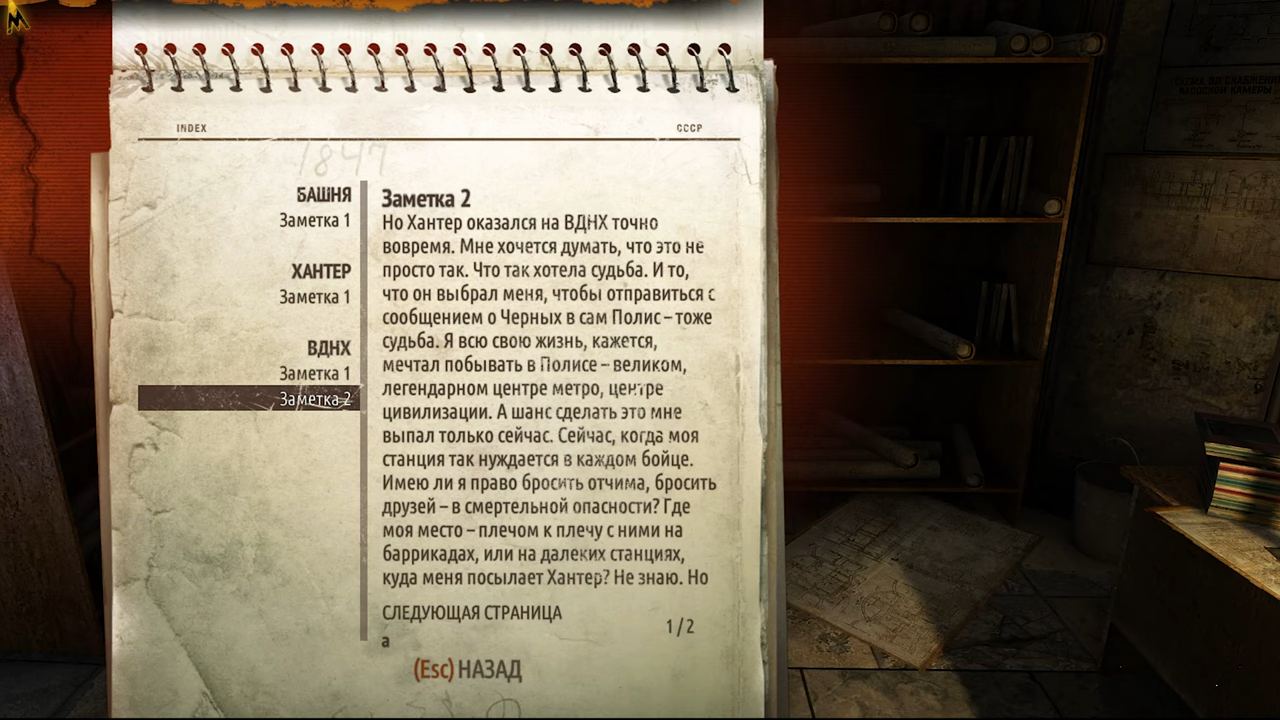 INDEX
СССР
1847
БАШНЯ
Заметка 1
ХАНТЕР
Заметка 1
ВДНХ
Заметка 1
Заметка 2
Заметка 2
Но Хантер оказался на ВДНХ точно
вовремя. Мне хочется думать, что это не
просто так. Что так хотела судьба. И то,
что он выбрал меня, чтобы отправиться с
сообщением о Черных в сам Полис – тоже
судьба. Я всю свою жизнь, кажется,
мечтал побывать в Полисе – великом,
легендарном центре метро, центре
цивилизации. А шанс сделать это мне
выпал только сейчас. Сейчас, когда моя
станция так нуждается в каждом бойце.
Имею ли я право бросить отчима, бросить
друзей – в смертельной опасности? Где
моя место – плечом к плечу с ними на
баррикадах, или на далеких станциях,
куда меня посылает Хантер? Не знаю. Но
СЛЕДУЮЩАЯ СТРАНИЦА
а
1/2
(Esc) НАЗАД
НАСОСНОЙ КАМЕРЫ